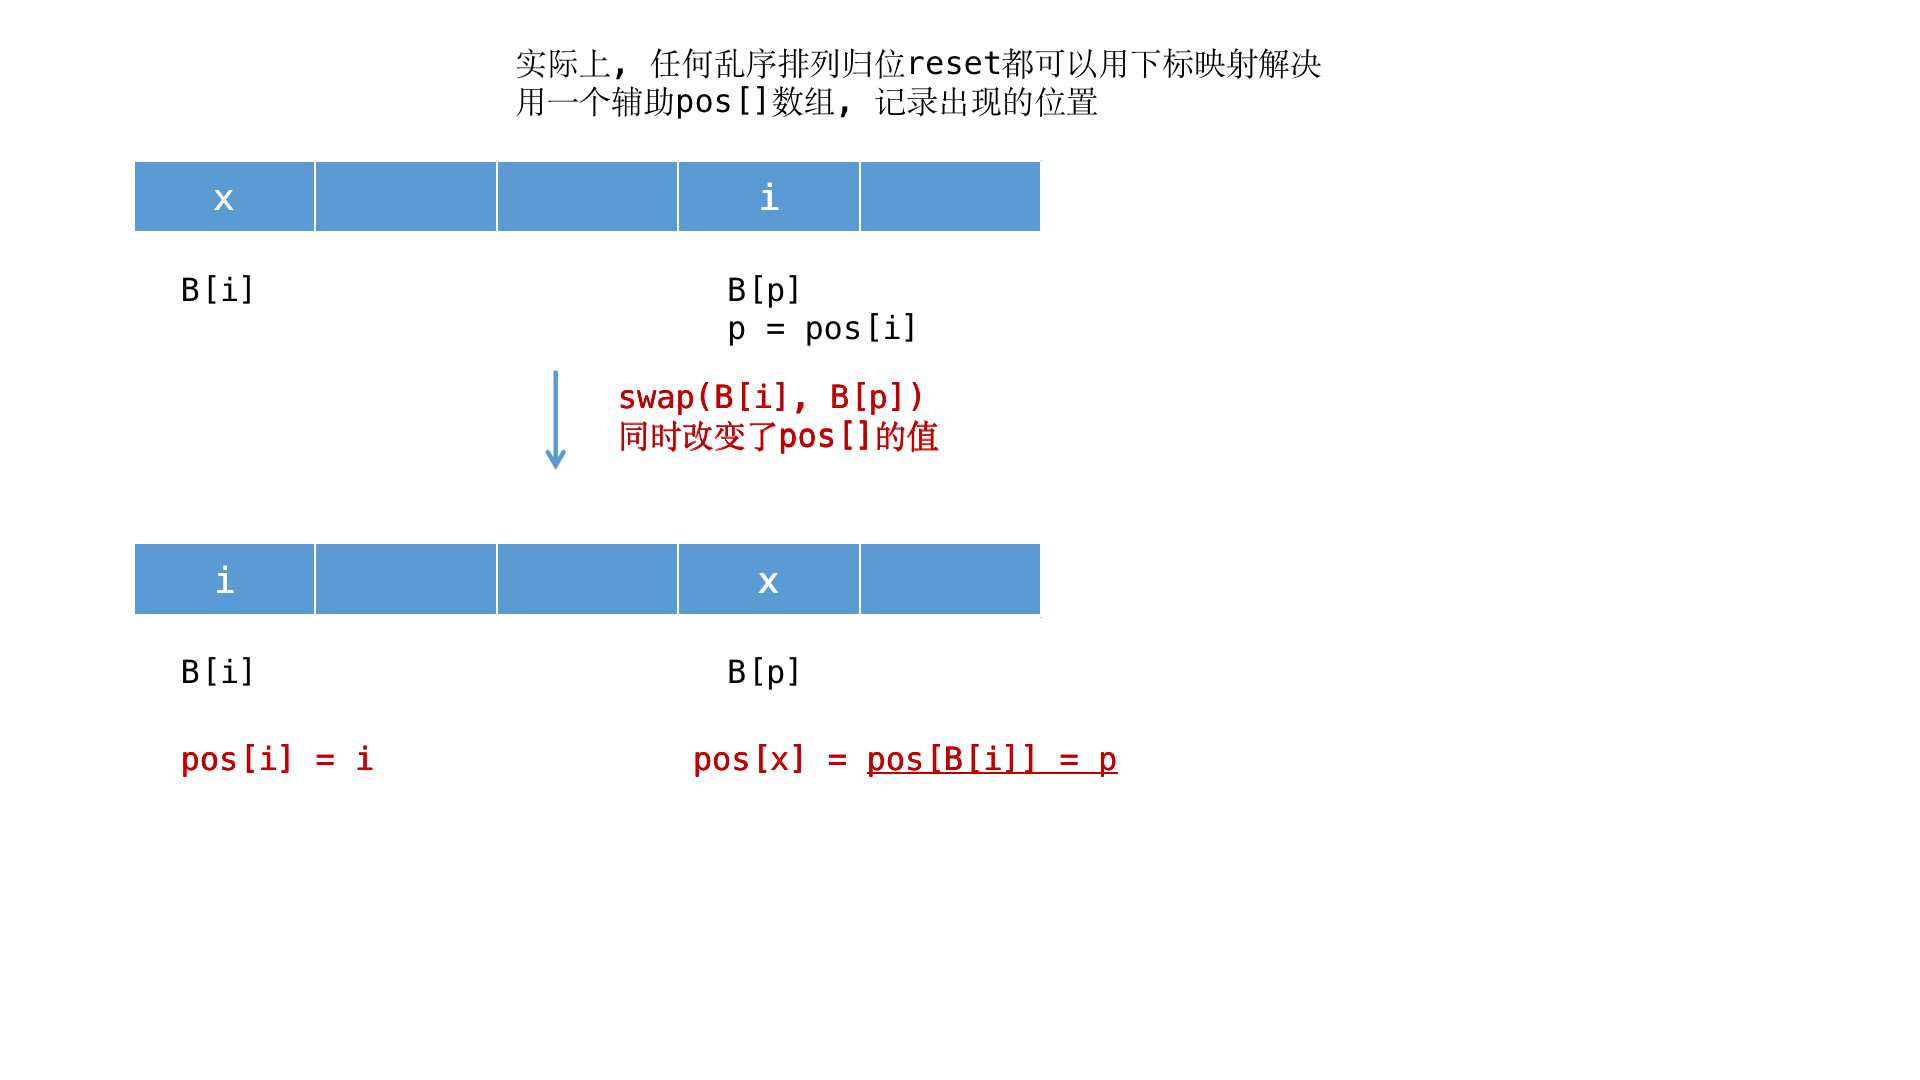 实际上, 任何乱序排列归位reset都可以用下标映射解决
用一个辅助pos[]数组, 记录出现的位置
x i
B[i] B[p]
p = pos[i]
swap(B[i], B[p])
同时改变了pos[]的值
i x
B[i] B[p]
pos[i] = i pos[x] = pos[B[i]] = p